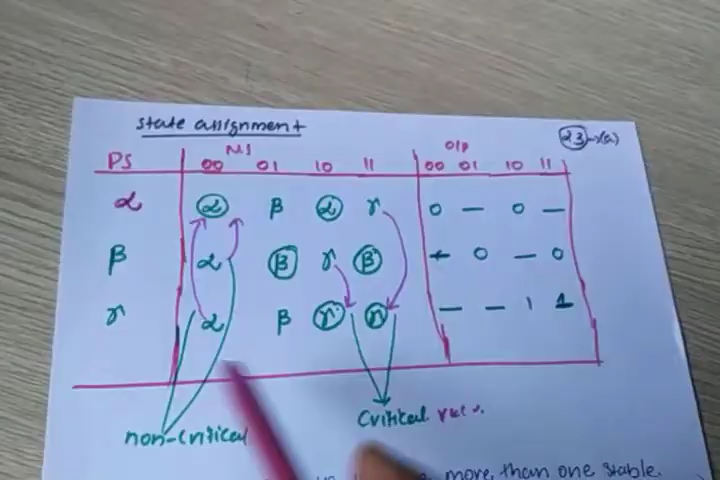 State assignment
23-x(a)
PS NS O/P
00 01 10 11 00 01 10 11
α α β α r 0 — 0 —
β α β r β — 0 — 0
r α β r r — — 1 1
non-critical
Critical
more than one stable.